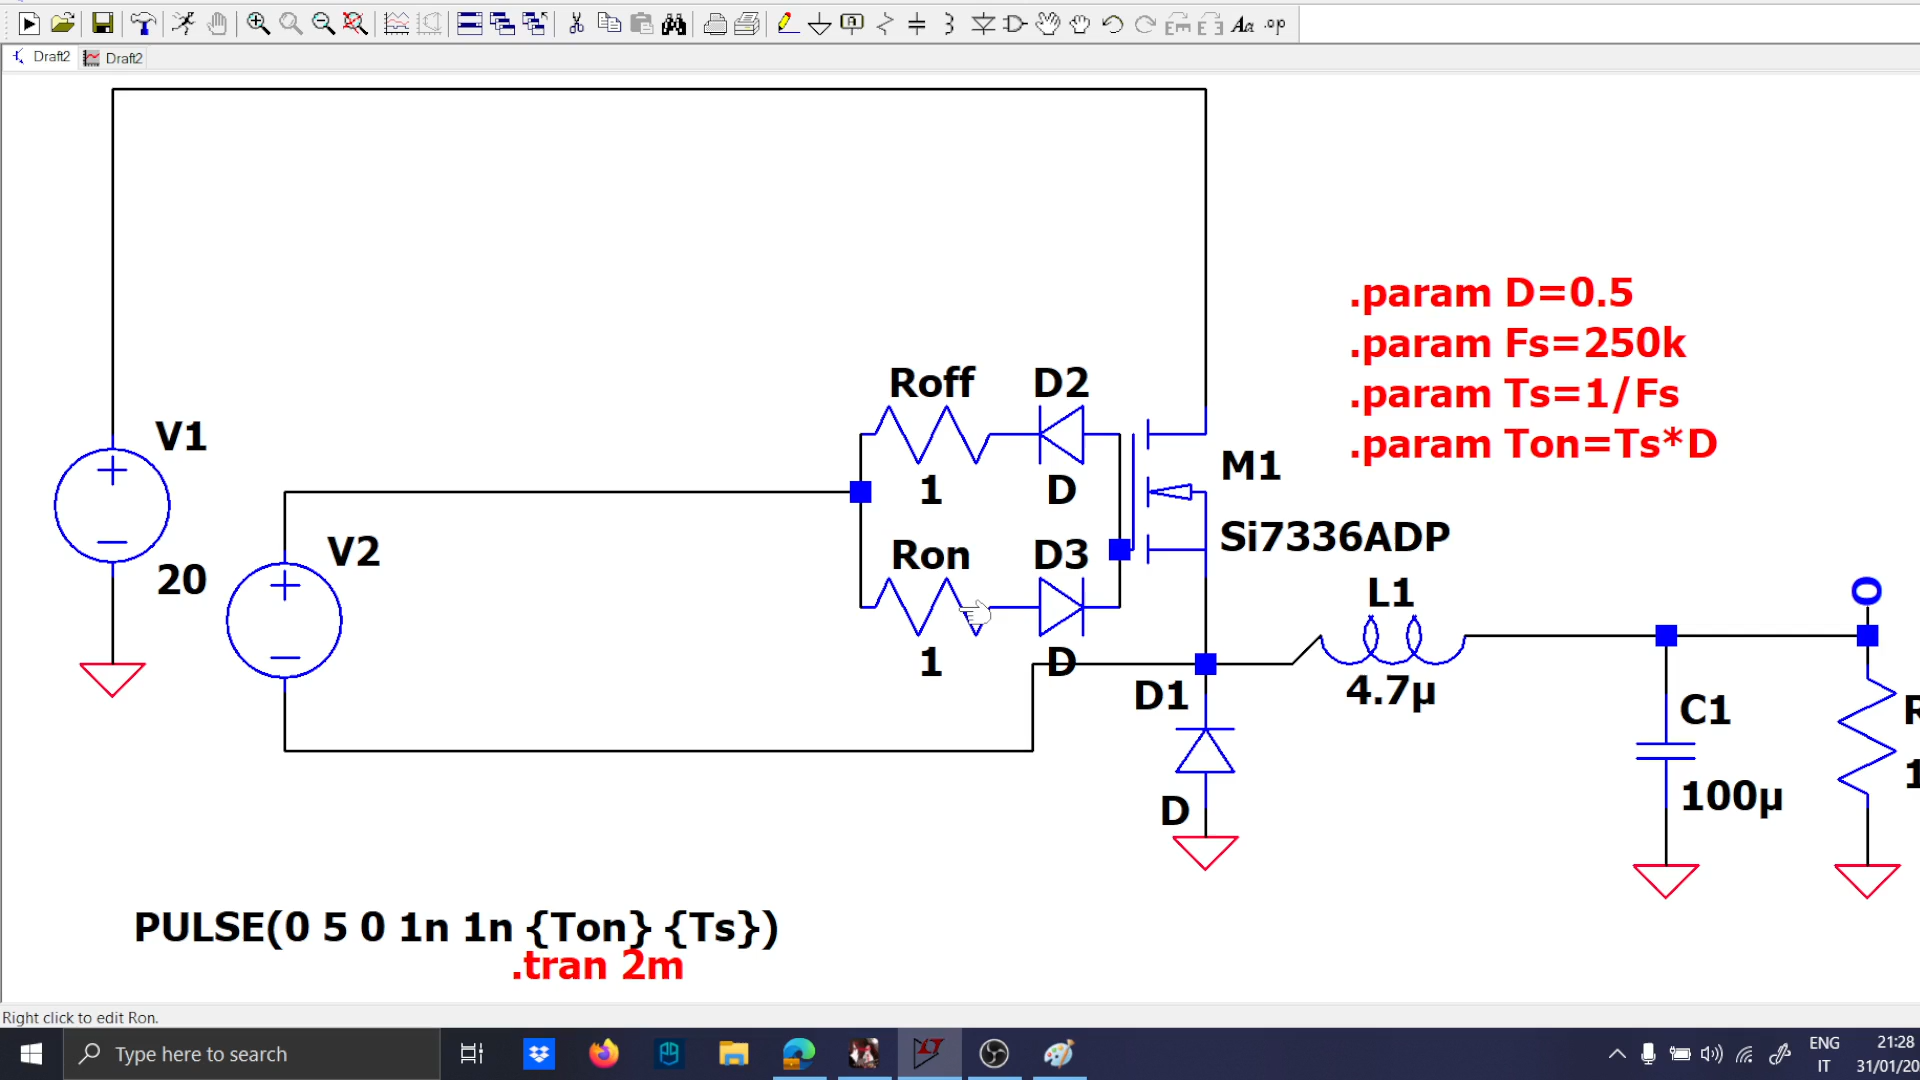 Draft2
Draft2
.param D=0.5
.param Fs=250k
.param Ts=1/Fs
.param Ton=Ts*D
Roff
D2
V1
M1
1
D
Si7336ADP
V2
Ron
D3
20
L1
O
1
D
D1
4.7µ
C1
R
1
100µ
D
PULSE(0 5 0 1n 1n {Ton} {Ts})
.tran 2m
Right click to edit Ron.
Type here to search
ENG
IT
21:28
31/01/20